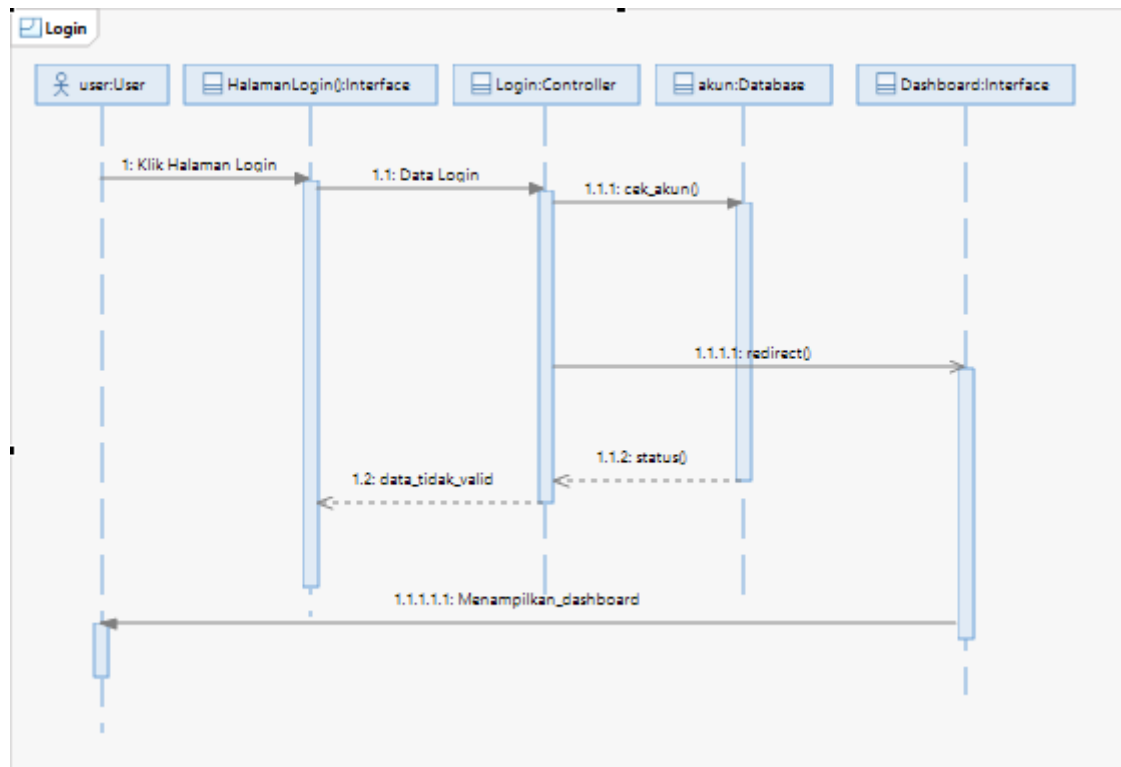 Login
user:User
HalamanLogin():Interface
Login:Controller
akun:Database
Dashboard:Interface
1: Klik Halaman Login
1.1: Data Login
1.1.1: cek_akun()
1.1.1.1: redirect()
1.1.2: status()
1.2: data_tidak_valid
1.1.1.1.1: Menampilkan_dashboard